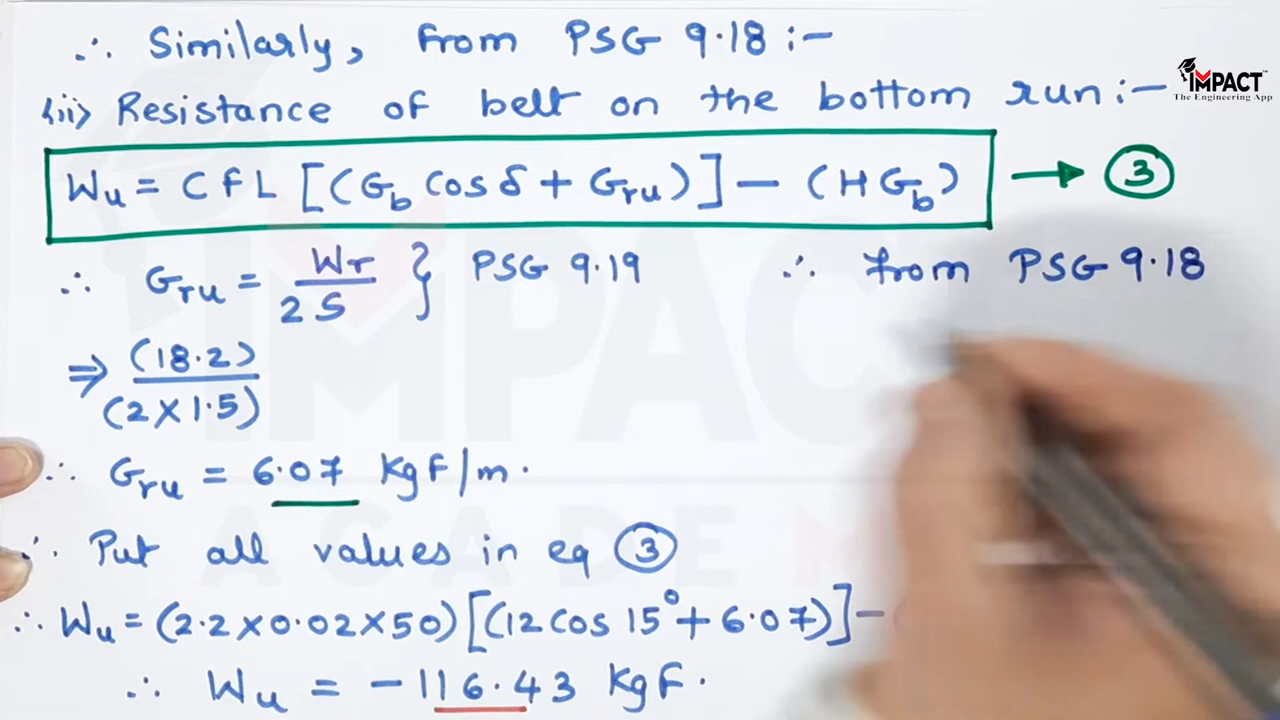 ∴ Similarly, from PSG 9.18 :-
(ii) Resistance of belt on the bottom run :-
IMPACT
The Engineering App
Wu = CFL [(Gb Cos δ + Gru)] - (HGb) → ③
∴ Gru = Wr / 2S } PSG 9.19
∴ from PSG 9.18
⇒ (18.2) / (2 X 1.5)
∴ Gru = 6.07 KgF/m.
∴ Put all values in eq ③
∴ Wu = (2.2 X 0.02 X 50) [(12 Cos 15° + 6.07)] -
∴ Wu = - 116.43 KgF.